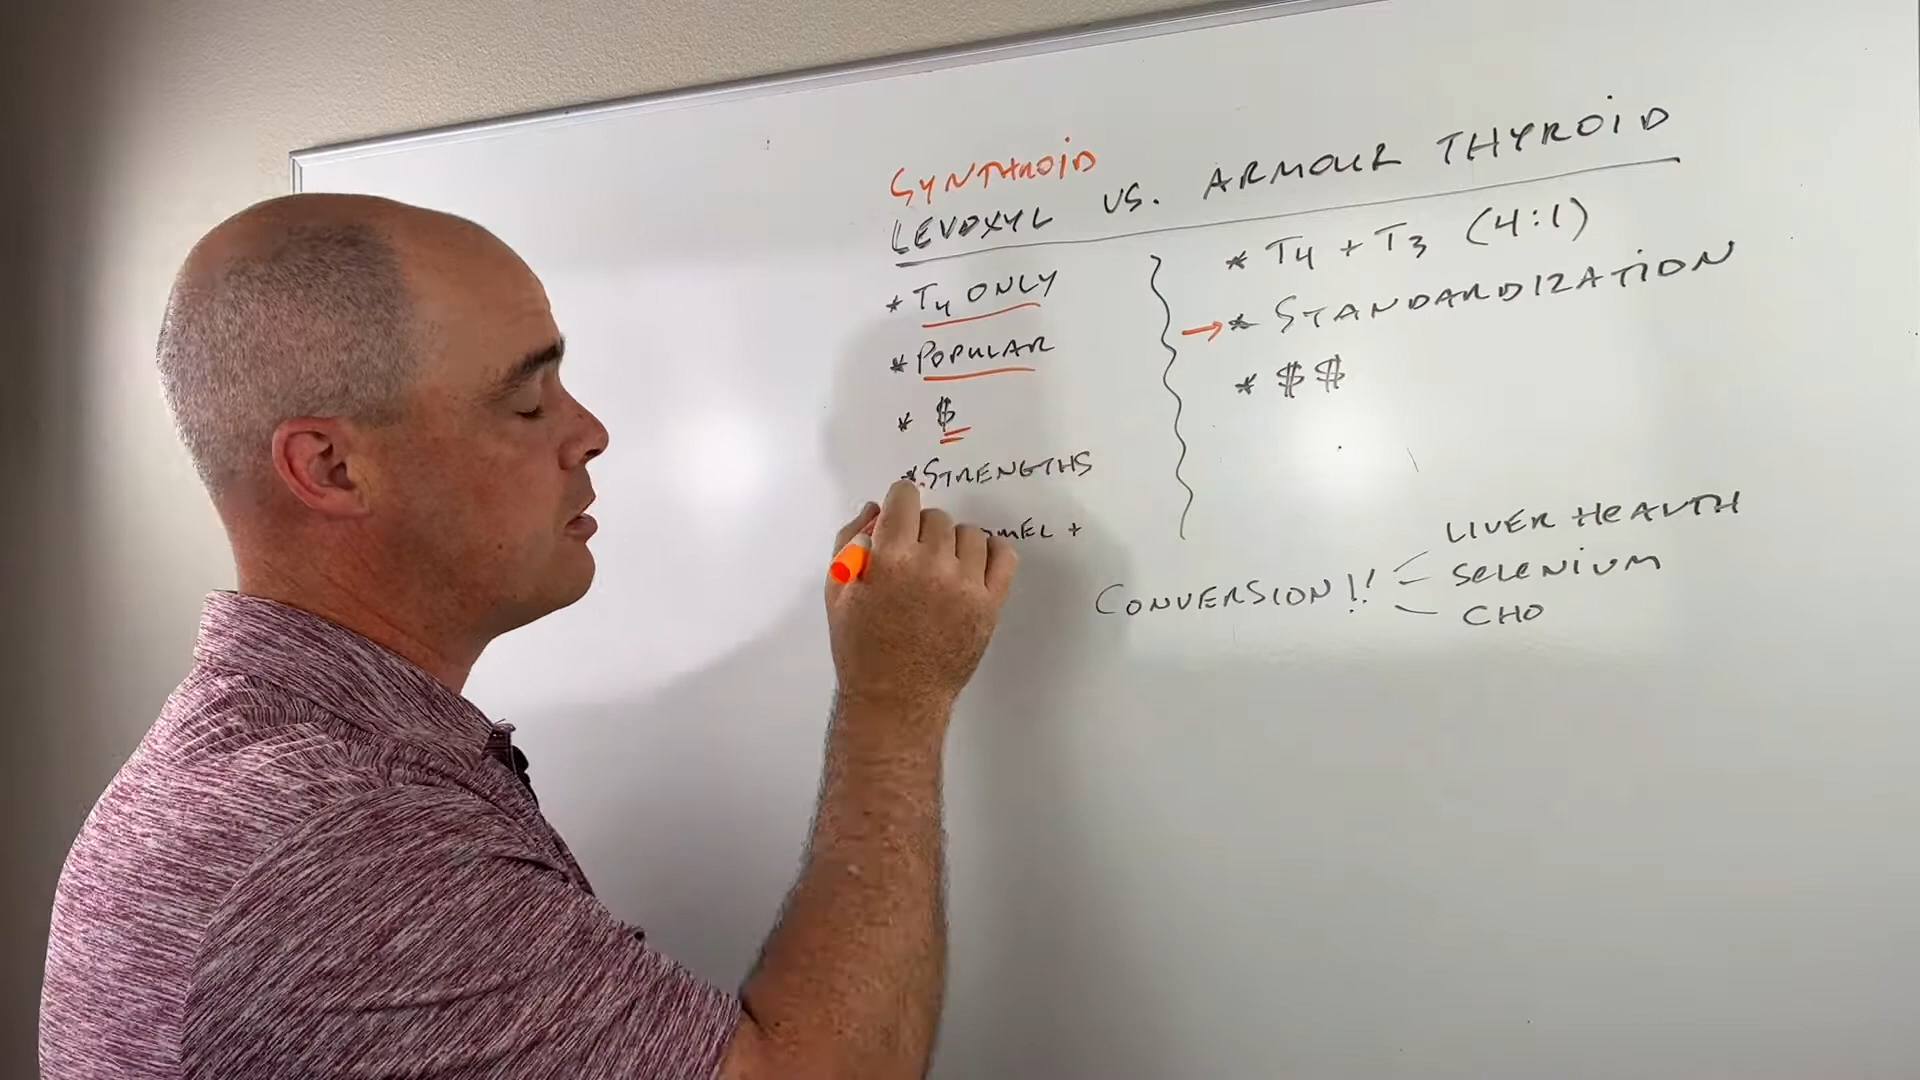 SYNTHROID
LEVOXYL VS. ARMOUR THYROID
* T4 ONLY
* POPULAR
* $
* STRENGTHS
+
* T4 + T3 (4:1)
→ * STANDARDIZATION
* $$
CONVERSION!!
LIVER HEALTH
SELENIUM
CHO